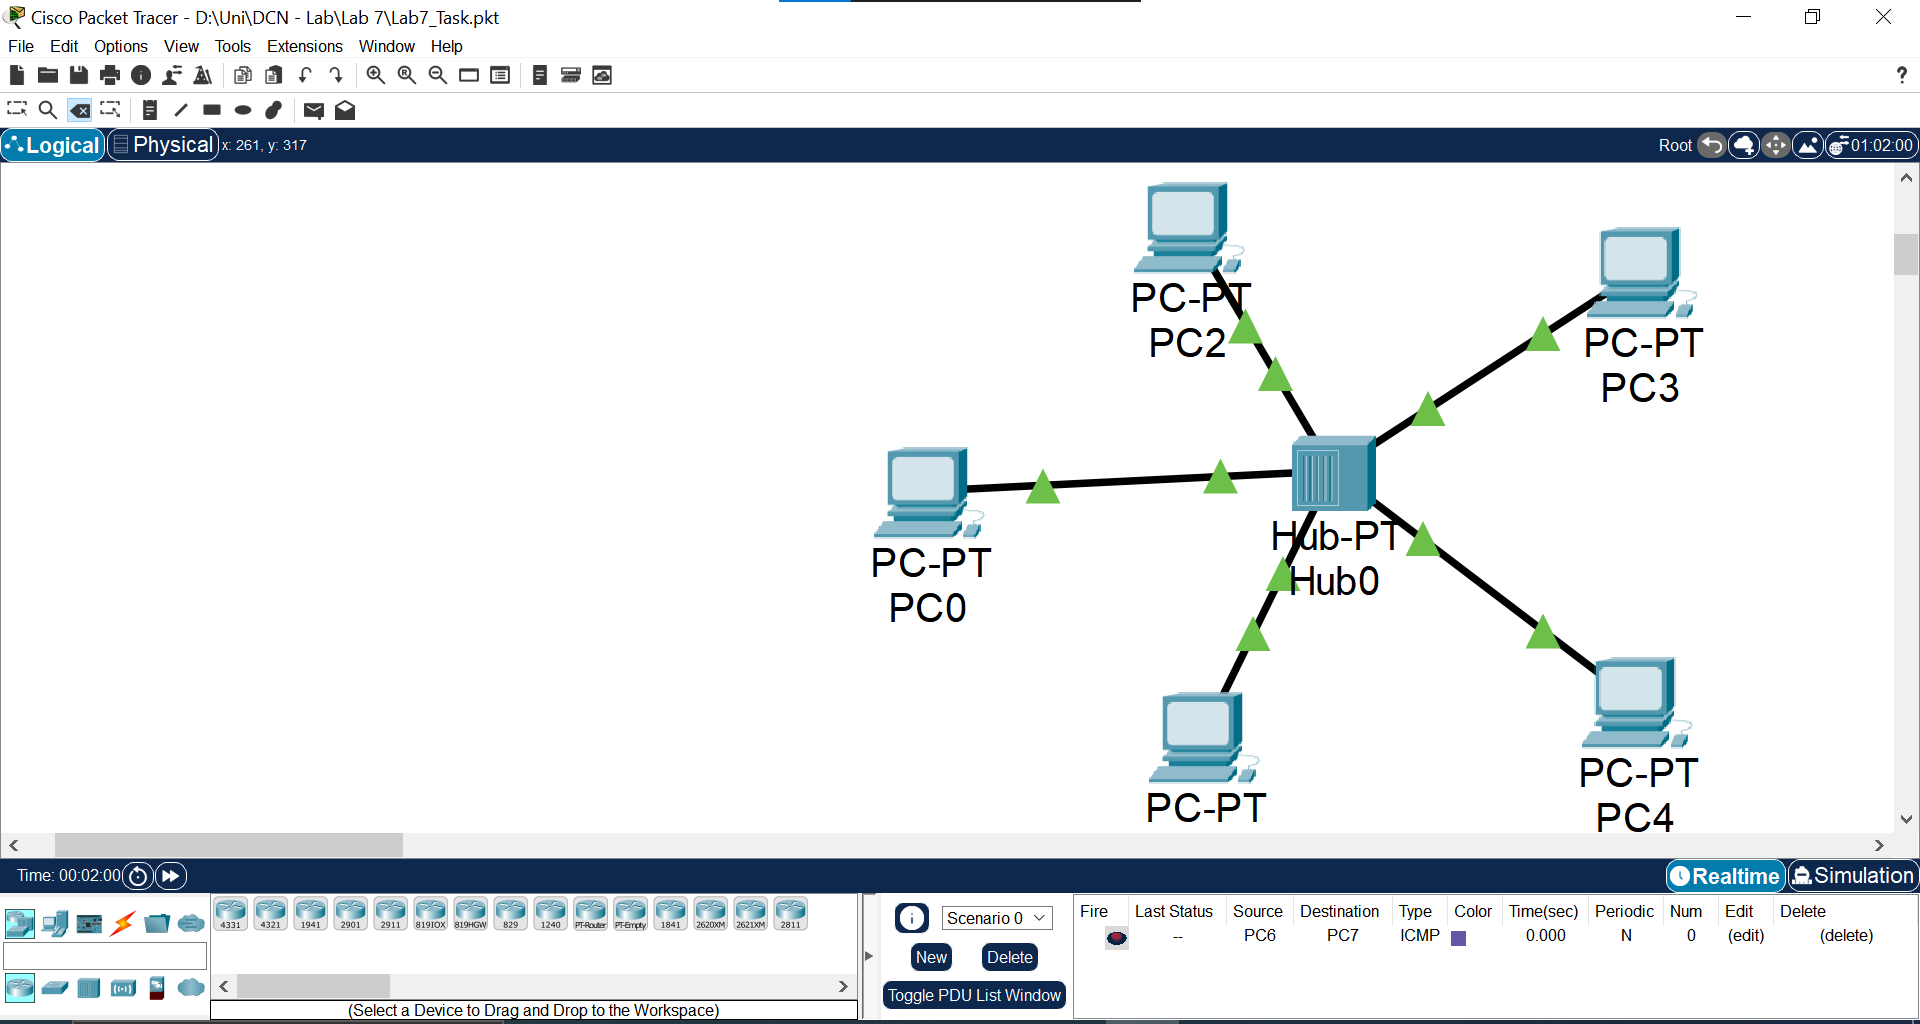 Cisco Packet Tracer - D:\Uni\DCN - Lab\Lab 7\Lab7_Task.pkt
File Edit Options View Tools Extensions Window Help
?
Logical Physical x: 261, y: 317 Root 01:02:00
PC-PT
PC2
PC-PT
PC3
PC-PT
PC0
Hub-PT
Hub0
PC-PT
PC-PT
PC4
Time: 00:02:00 Realtime Simulation
4331 4321 1941 2901 2911 819IOX 819HGW 829 1240 PT-Router PT-Empty 1841 2620XM 2621XM 2811
(Select a Device to Drag and Drop to the Workspace)
Scenario 0
New Delete
Toggle PDU List Window
Fire Last Status Source Destination Type Color Time(sec) Periodic Num Edit Delete
-- PC6 PC7 ICMP 0.000 N 0 (edit) (delete)